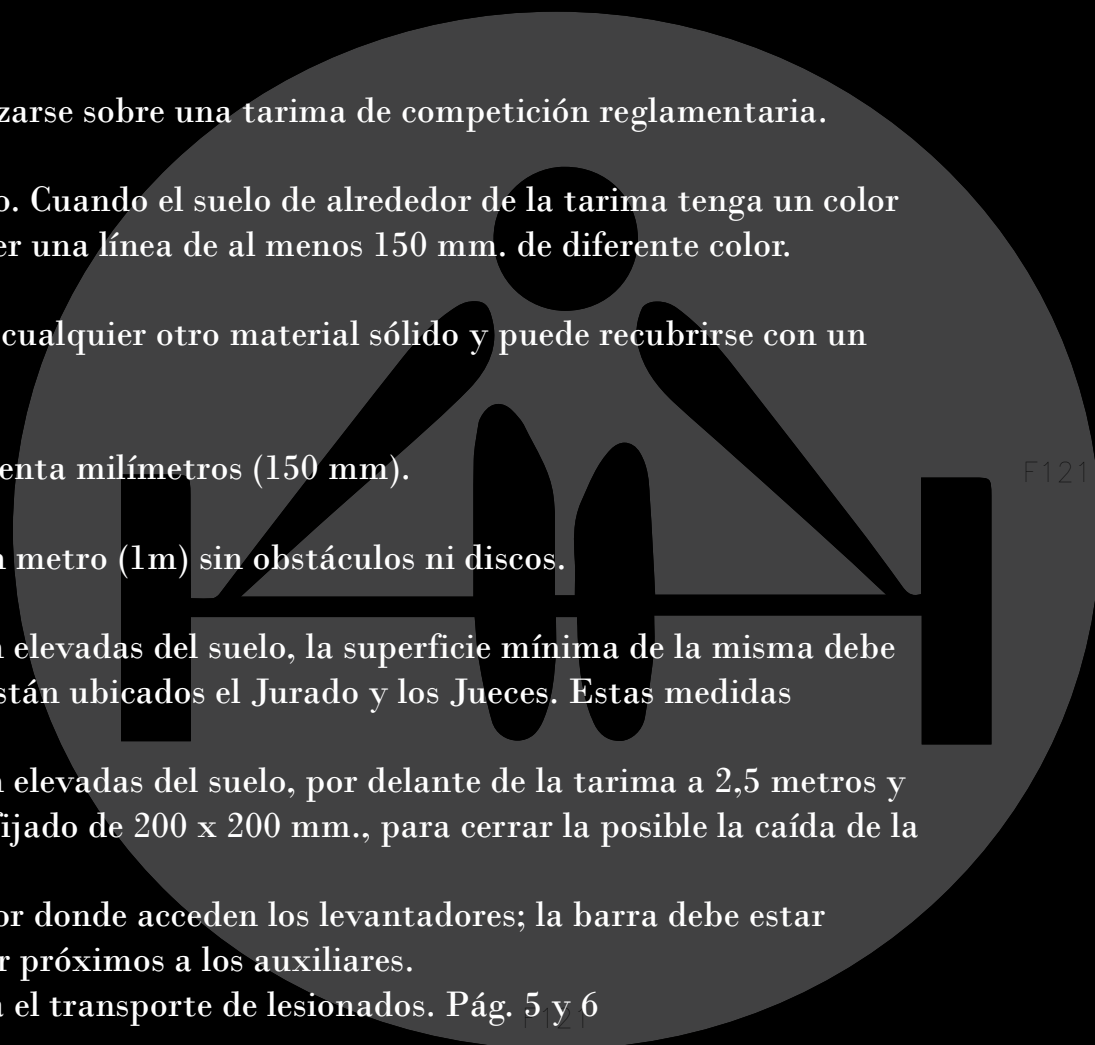 zarse sobre una tarima de competición reglamentaria.
o. Cuando el suelo de alrededor de la tarima tenga un color
er una línea de al menos 150 mm. de diferente color.
cualquier otro material sólido y puede recubrirse con un
enta milímetros (150 mm).
F121
n metro (1m) sin obstáculos ni discos.
n elevadas del suelo, la superficie mínima de la misma debe
stán ubicados el Jurado y los Jueces. Estas medidas
n elevadas del suelo, por delante de la tarima a 2,5 metros y
fijado de 200 x 200 mm., para cerrar la posible la caída de la
or donde acceden los levantadores; la barra debe estar
r próximos a los auxiliares.
a el transporte de lesionados. Pág. 5 y 6
F121